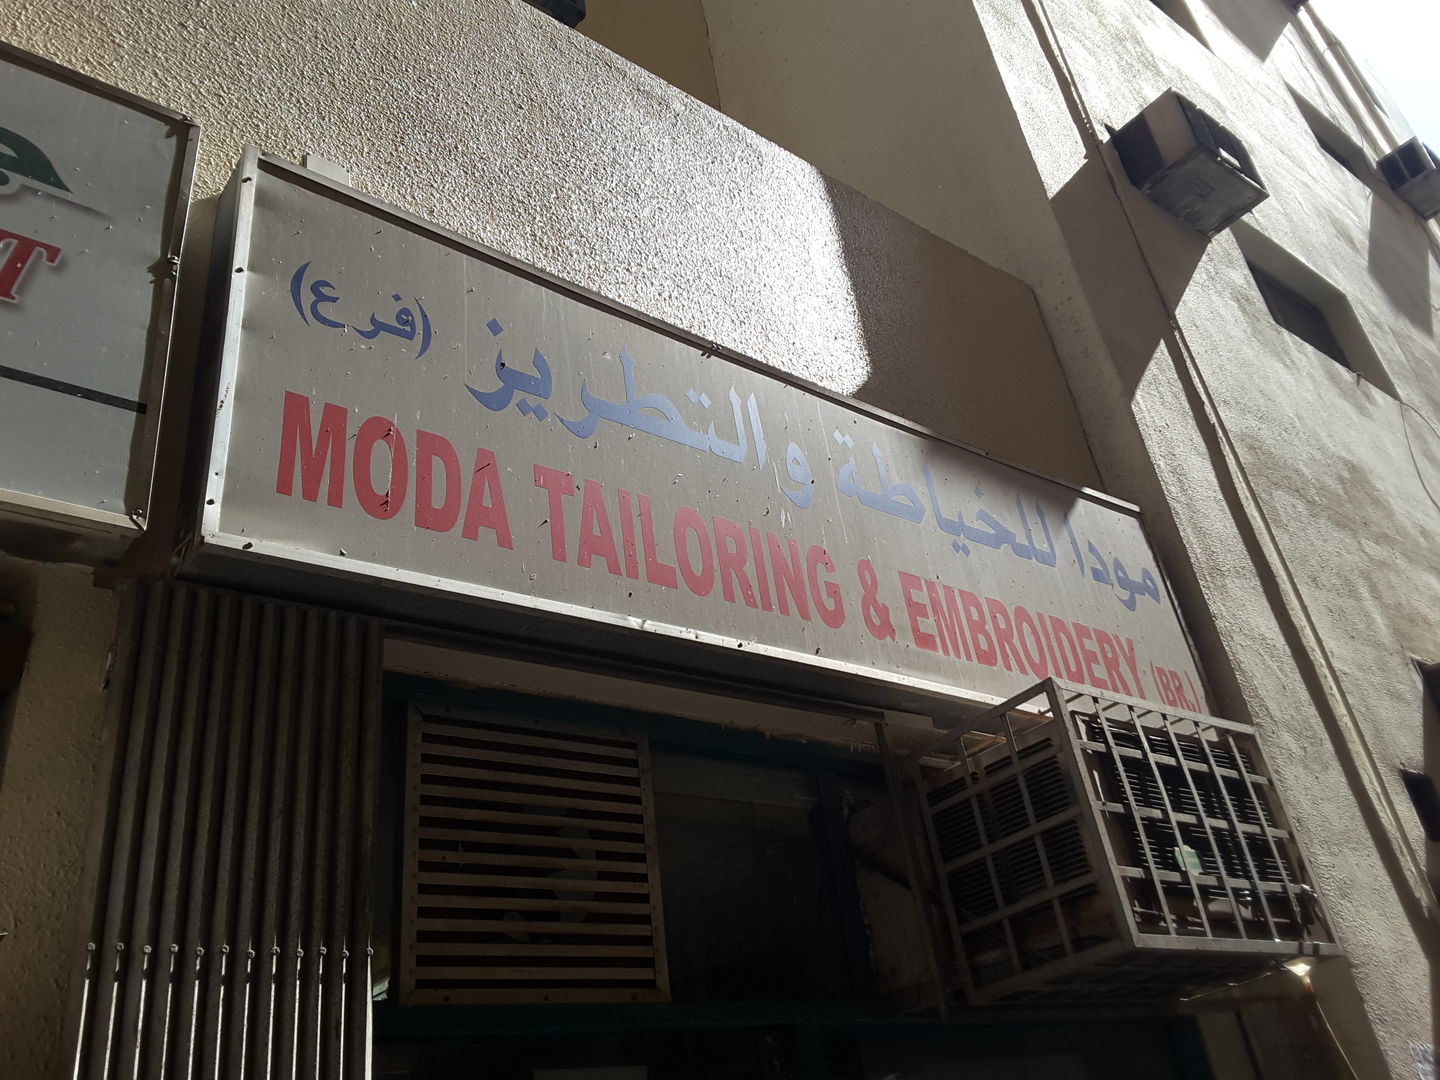 مودا للخياطة والتطريز (فرع)
MODA TAILORING & EMBROIDERY (BR.)